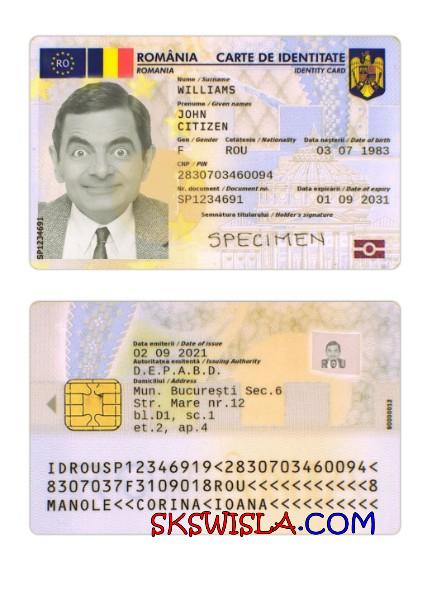 RO
ROMÂNIA CARTE DE IDENTITATE
ROMANIA IDENTITY CARD
Nume / Surname
WILLIAMS
Prenume / Given names
JOHN
CITIZEN
Gen / Gender Cetățenie / Nationality Data nașterii / Date of birth
F ROU 03 07 1983
CNP / PIN
2830703460094
Nr. document / Document no. Data expirării / Date of expiry
SP1234691 01 09 2031
Semnătura titularului / Holder's signature
SPECIMEN
SP1234691
Data emiterii / Date of issue
02 09 2021
Autoritatea emitentă / Issuing Authority
D.E.P.A.B.D.
Domiciliul / Address
Mun. București Sec.6
Str. Mare nr.12
bl.D1, sc.1
et.2, ap.4
ROU
IDROUSP12346919<2830703460094<
8307037F3109018ROU<<<<<<<<<<<8
MANOLE<<CORINA<IOANA<<<<<<<<<<
SKSWISLA.COM